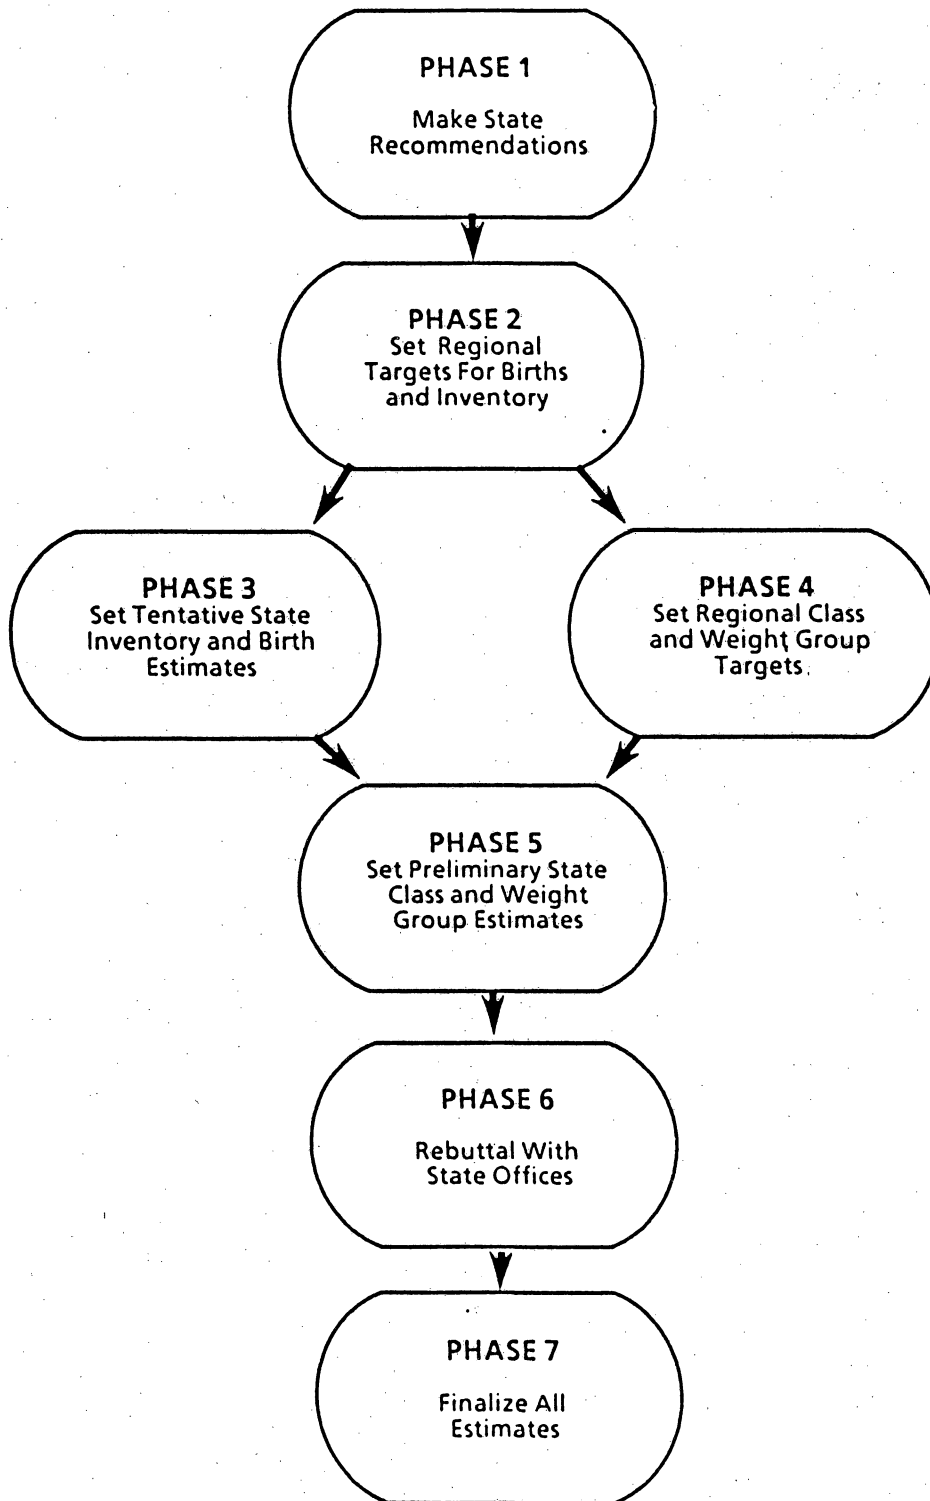 PHASE 1
Make State
Recommendations
PHASE 2
Set Regional
Targets For Births
and Inventory
PHASE 3
Set Tentative State
Inventory and Birth
Estimates
PHASE 4
Set Regional Class
and Weight Group
Targets
PHASE 5
Set Preliminary State
Class and Weight
Group Estimates
PHASE 6
Rebuttal With
State Offices
PHASE 7
Finalize All
Estimates